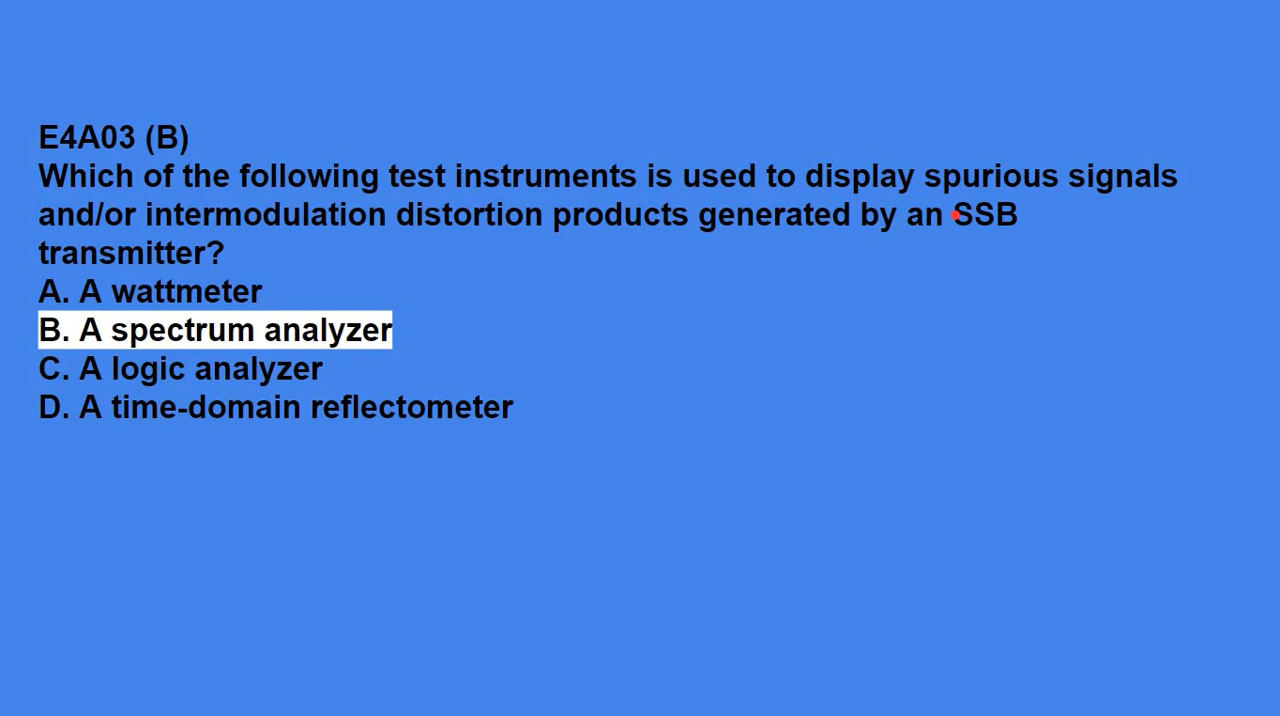 E4A03 (B)
Which of the following test instruments is used to display spurious signals
and/or intermodulation distortion products generated by an SSB
transmitter?
A. A wattmeter
B. A spectrum analyzer
C. A logic analyzer
D. A time-domain reflectometer